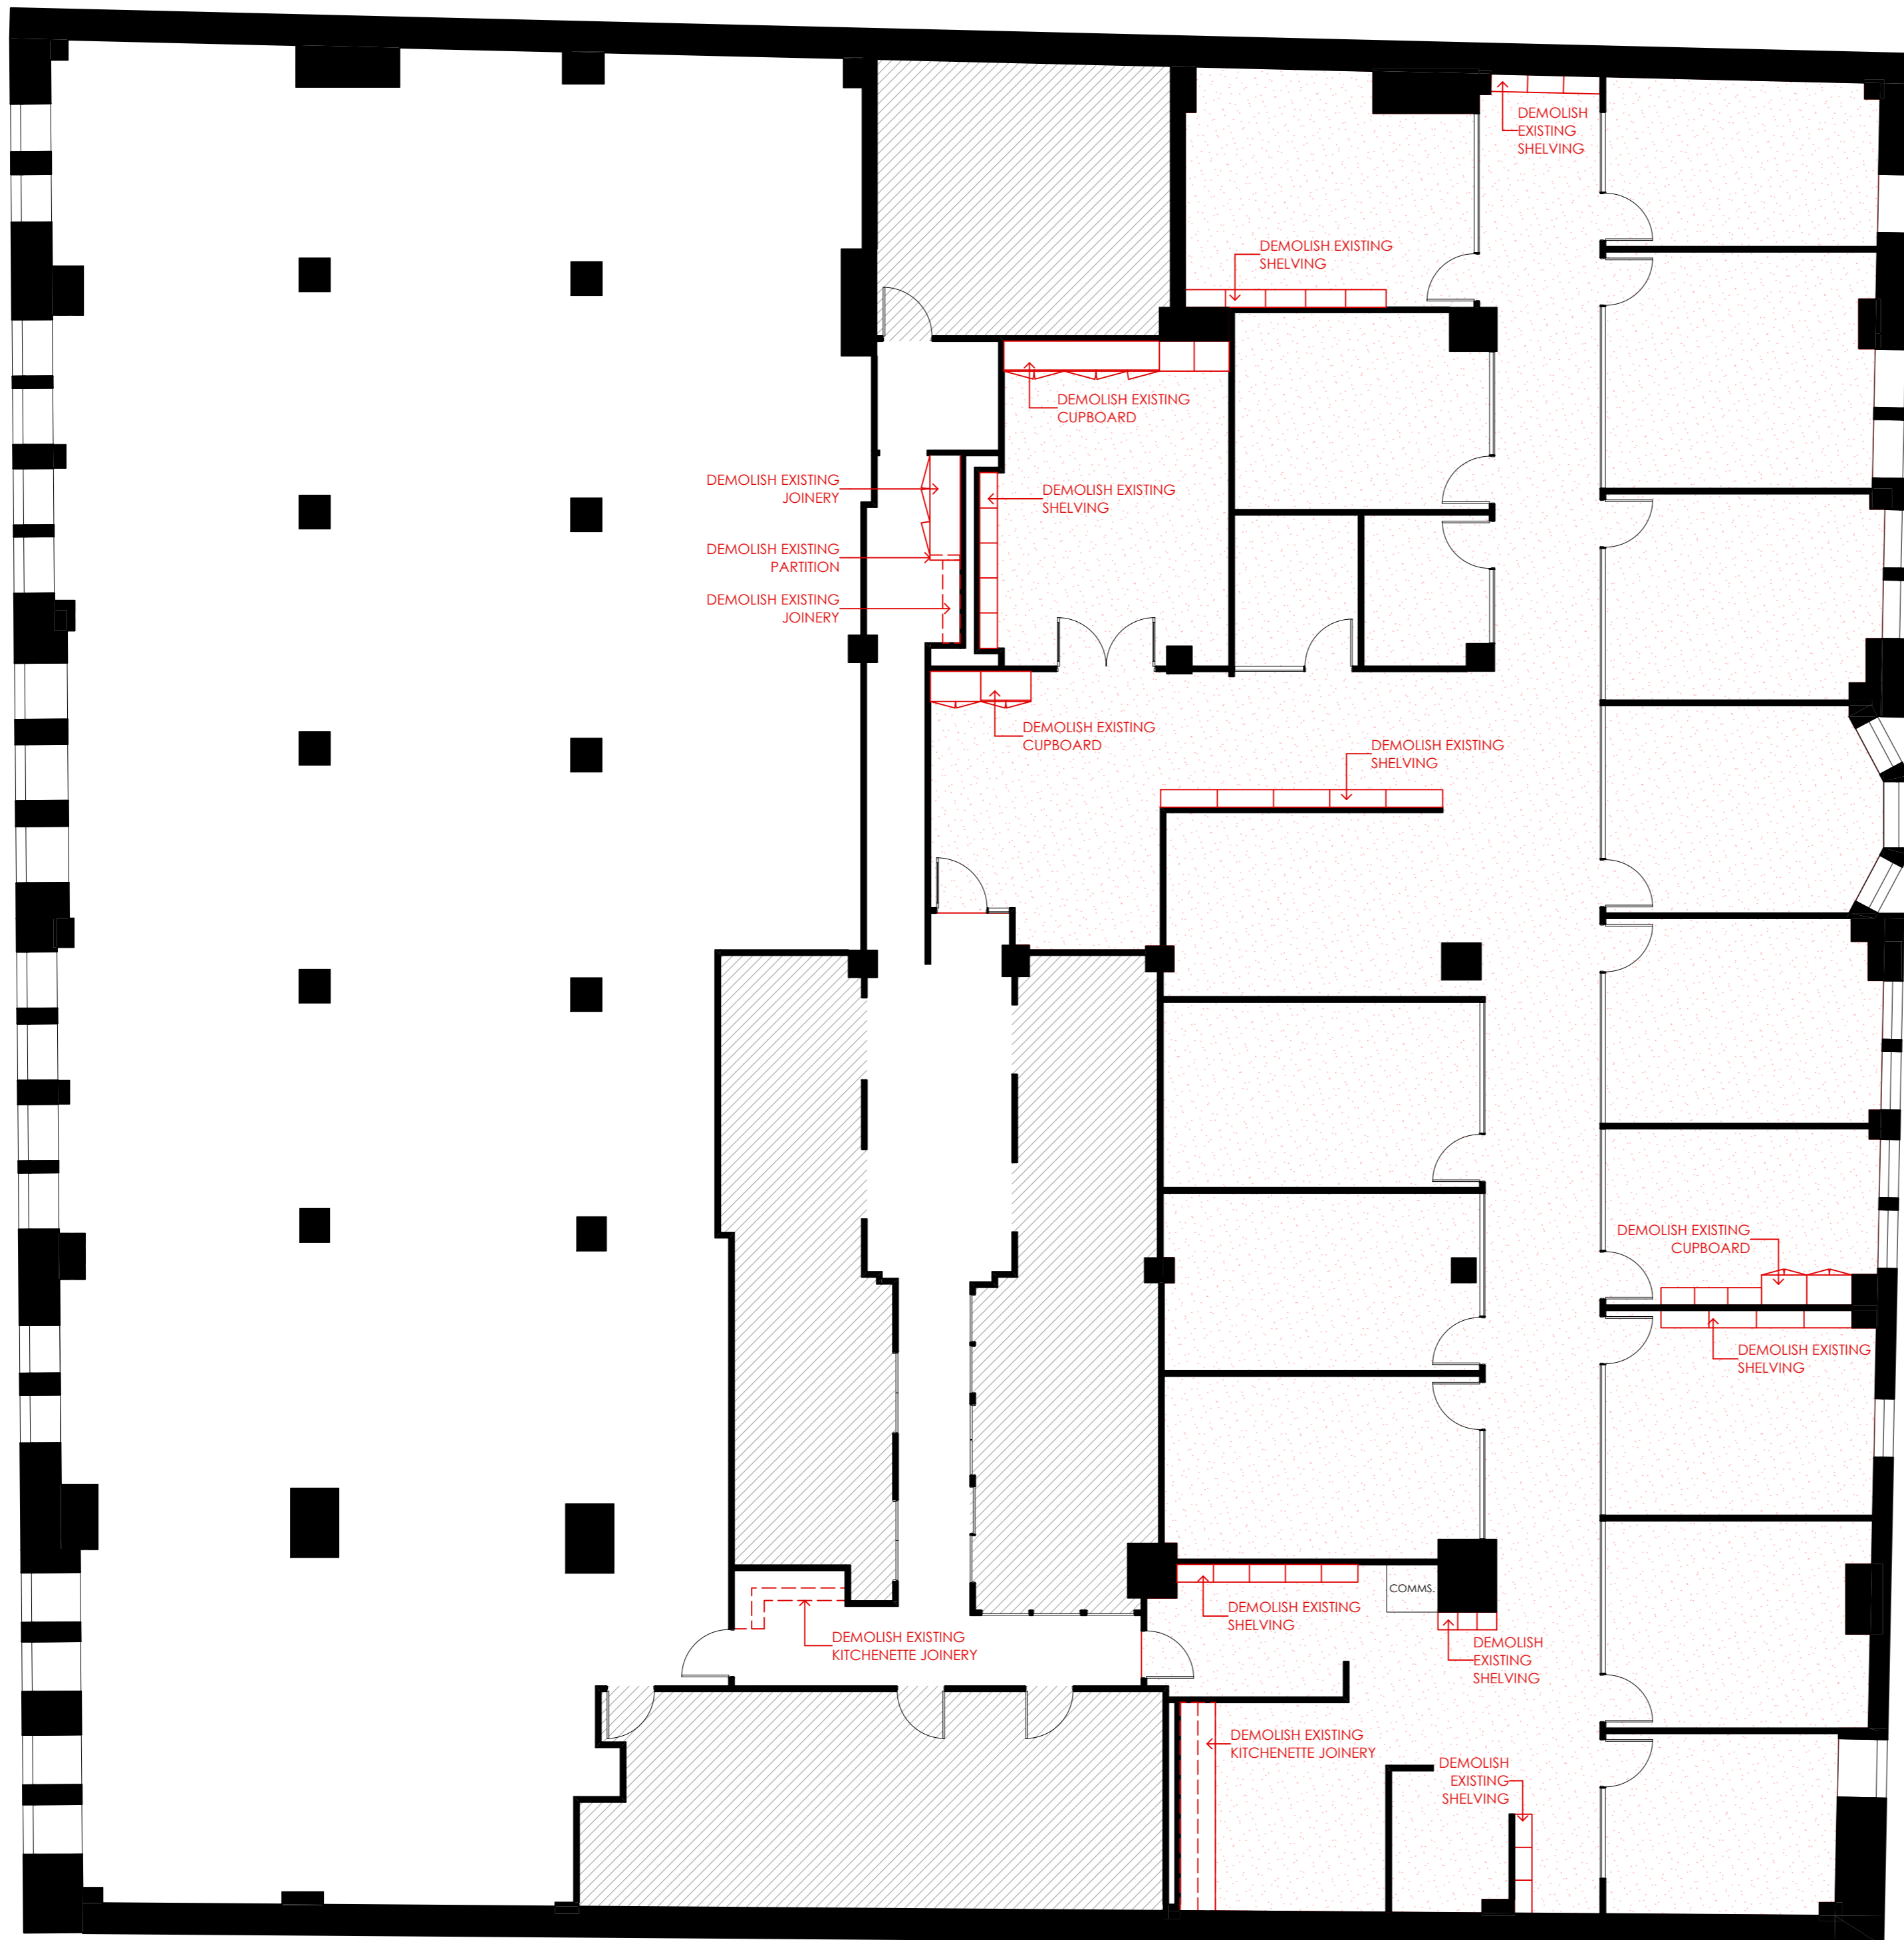 DEMOLISH
EXISTING
SHELVING
DEMOLISH EXISTING
SHELVING
DEMOLISH EXISTING
CUPBOARD
DEMOLISH EXISTING
JOINERY
DEMOLISH EXISTING
SHELVING
DEMOLISH EXISTING
PARTITION
DEMOLISH EXISTING
JOINERY
DEMOLISH EXISTING
CUPBOARD
DEMOLISH EXISTING
SHELVING
DEMOLISH EXISTING
CUPBOARD
DEMOLISH EXISTING
SHELVING
COMMS.
DEMOLISH EXISTING
SHELVING
DEMOLISH EXISTING
KITCHENETTE JOINERY
DEMOLISH
EXISTING
SHELVING
DEMOLISH EXISTING
KITCHENETTE JOINERY
DEMOLISH
EXISTING
SHELVING